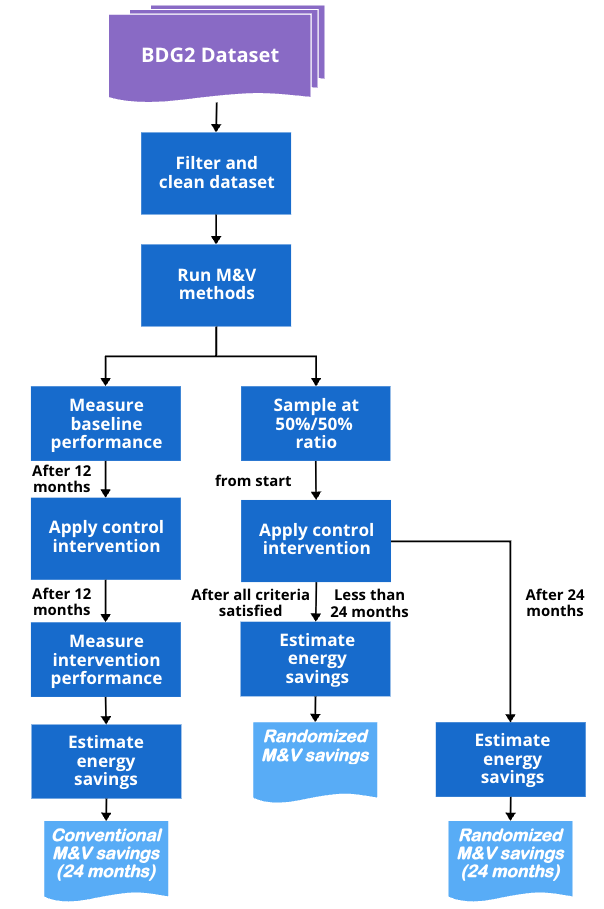 BDG2 Dataset
Filter and
clean dataset
Run M&V
methods
Measure
baseline
performance
After 12
months
Apply control
intervention
After 12
months
Measure
intervention
performance
Estimate
energy
savings
Conventional
M&V savings
(24 months)
Sample at
50%/50%
ratio
from start
Apply control
intervention
After all criteria
satisfied
Less than
24 months
Estimate
energy
savings
Randomized
M&V savings
After 24
months
Estimate
energy
savings
Randomized
M&V savings
(24 months)